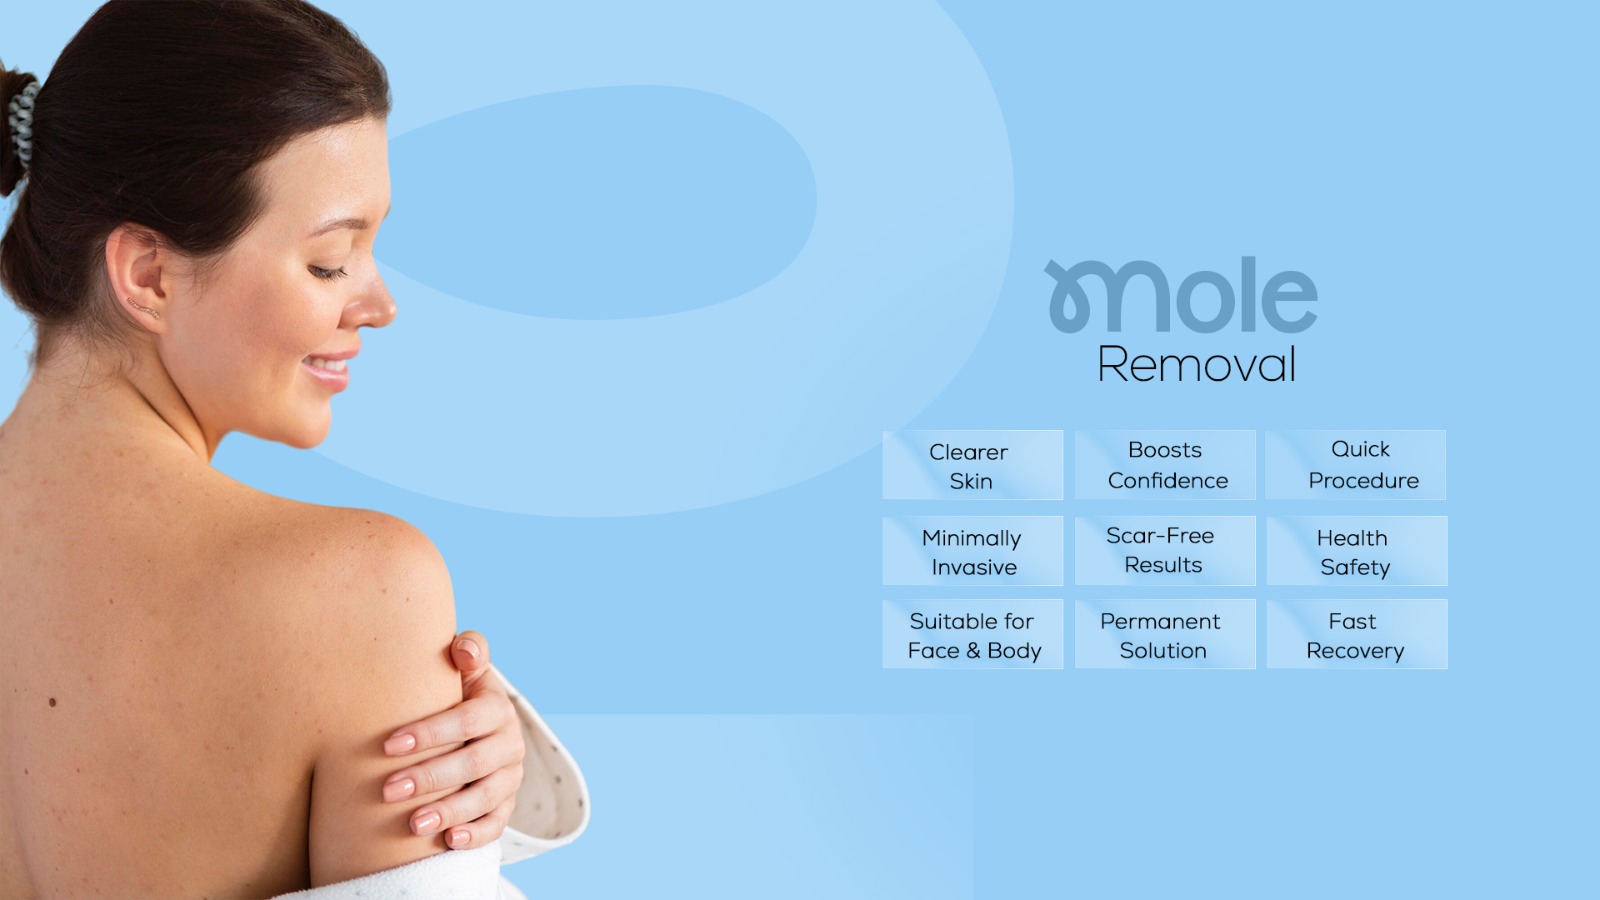 Mole
Removal
Clearer
Skin
Boosts
Confidence
Quick
Procedure
Minimally
Invasive
Scar-Free
Results
Health
Safety
Suitable for
Face & Body
Permanent
Solution
Fast
Recovery